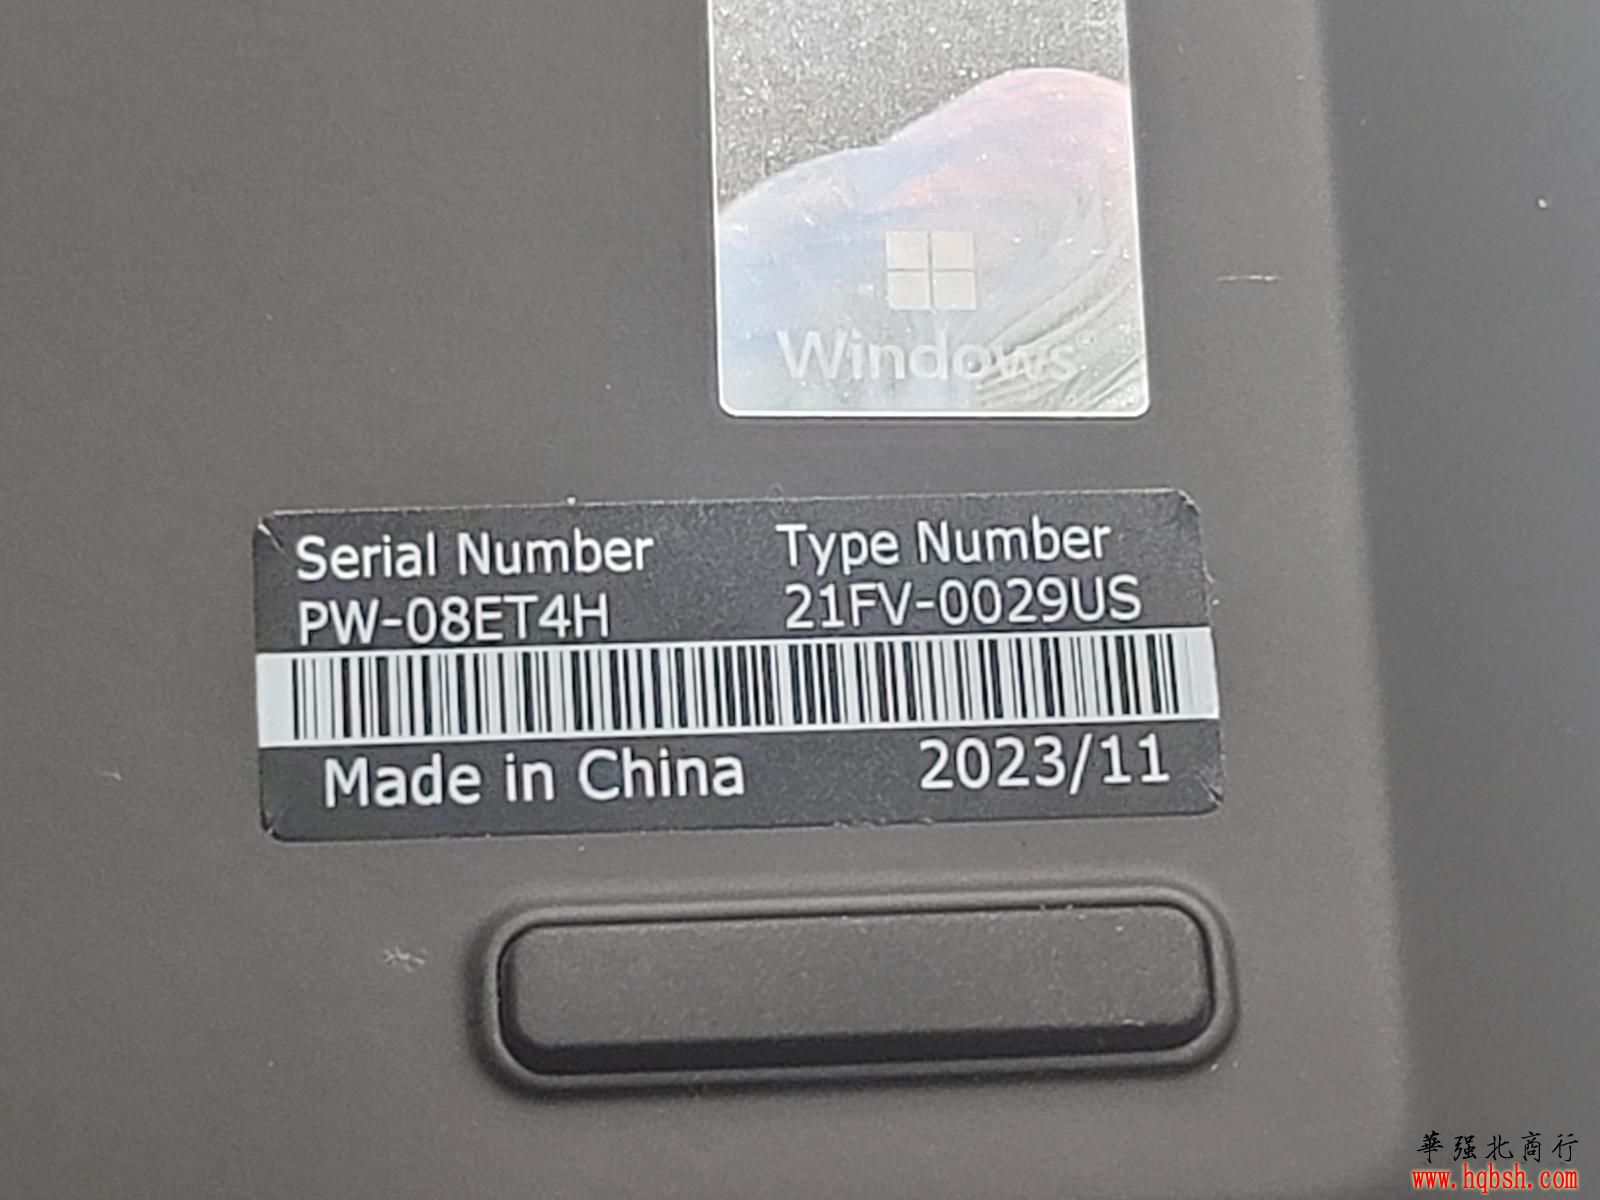 Windows
Serial Number Type Number
PW-08ET4H 21FV-0029US
Made in China 2023/11
華强北商行
www.hqbsh.com